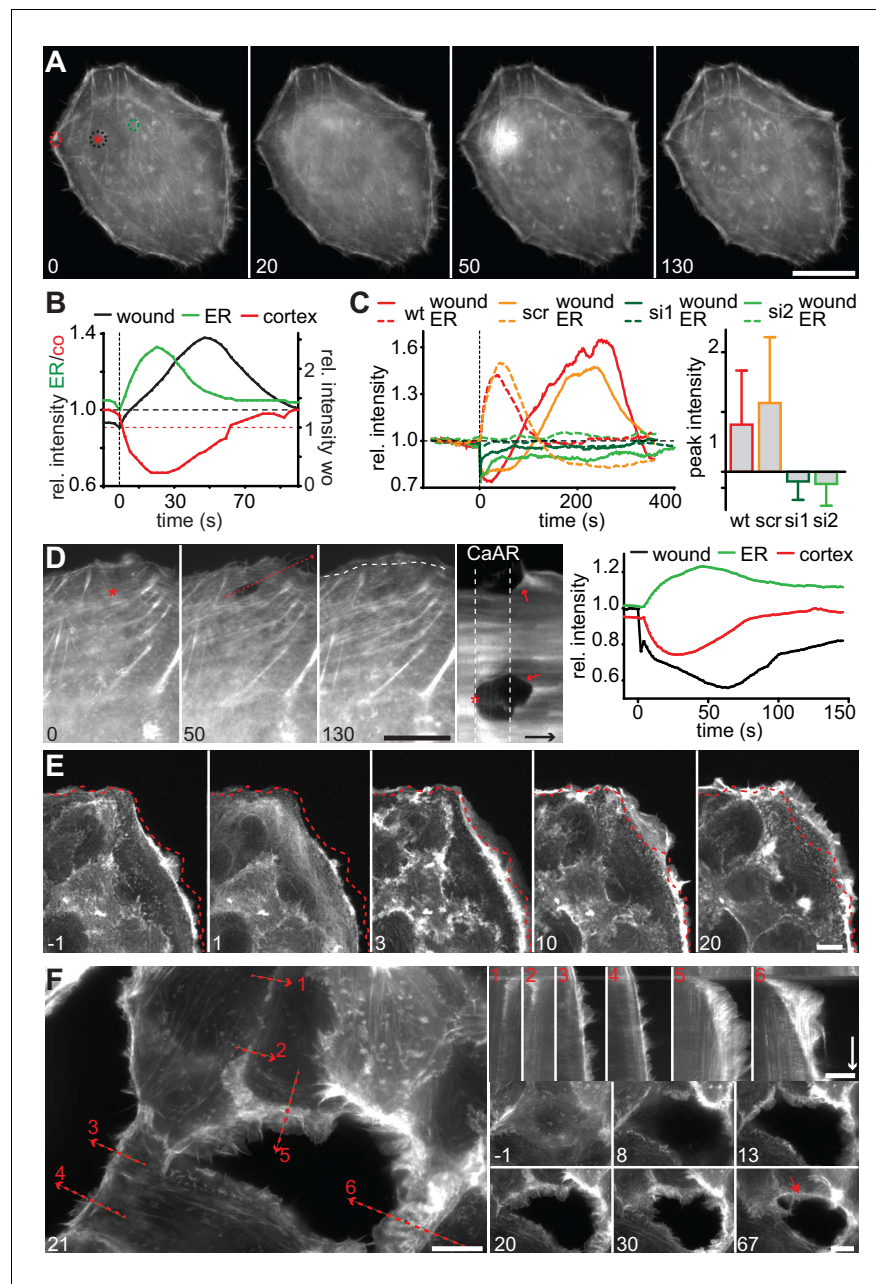 A
0
20
50
130
B
wound ER cortex
rel. intensity ER/co
1.4
1.0
0.6
2
1
0
rel. intensity wo
0 30 70
time (s)
C
wt wound ER
scr wound ER
si1 wound ER
si2 wound ER
rel. intensity
1.6
1.0
0.7
0 200 400
time (s)
peak intensity
2
1
wt scr si1 si2
D
*
0
50
130
CaAR
*
wound ER cortex
rel. intensity
1.2
1.0
0.8
0.6
0 50 100 150
time (s)
E
-1
1
3
10
20
F
1
2
3
4
5
6
21
1 2 3 4 5 6
-1
8
13
20
30
67